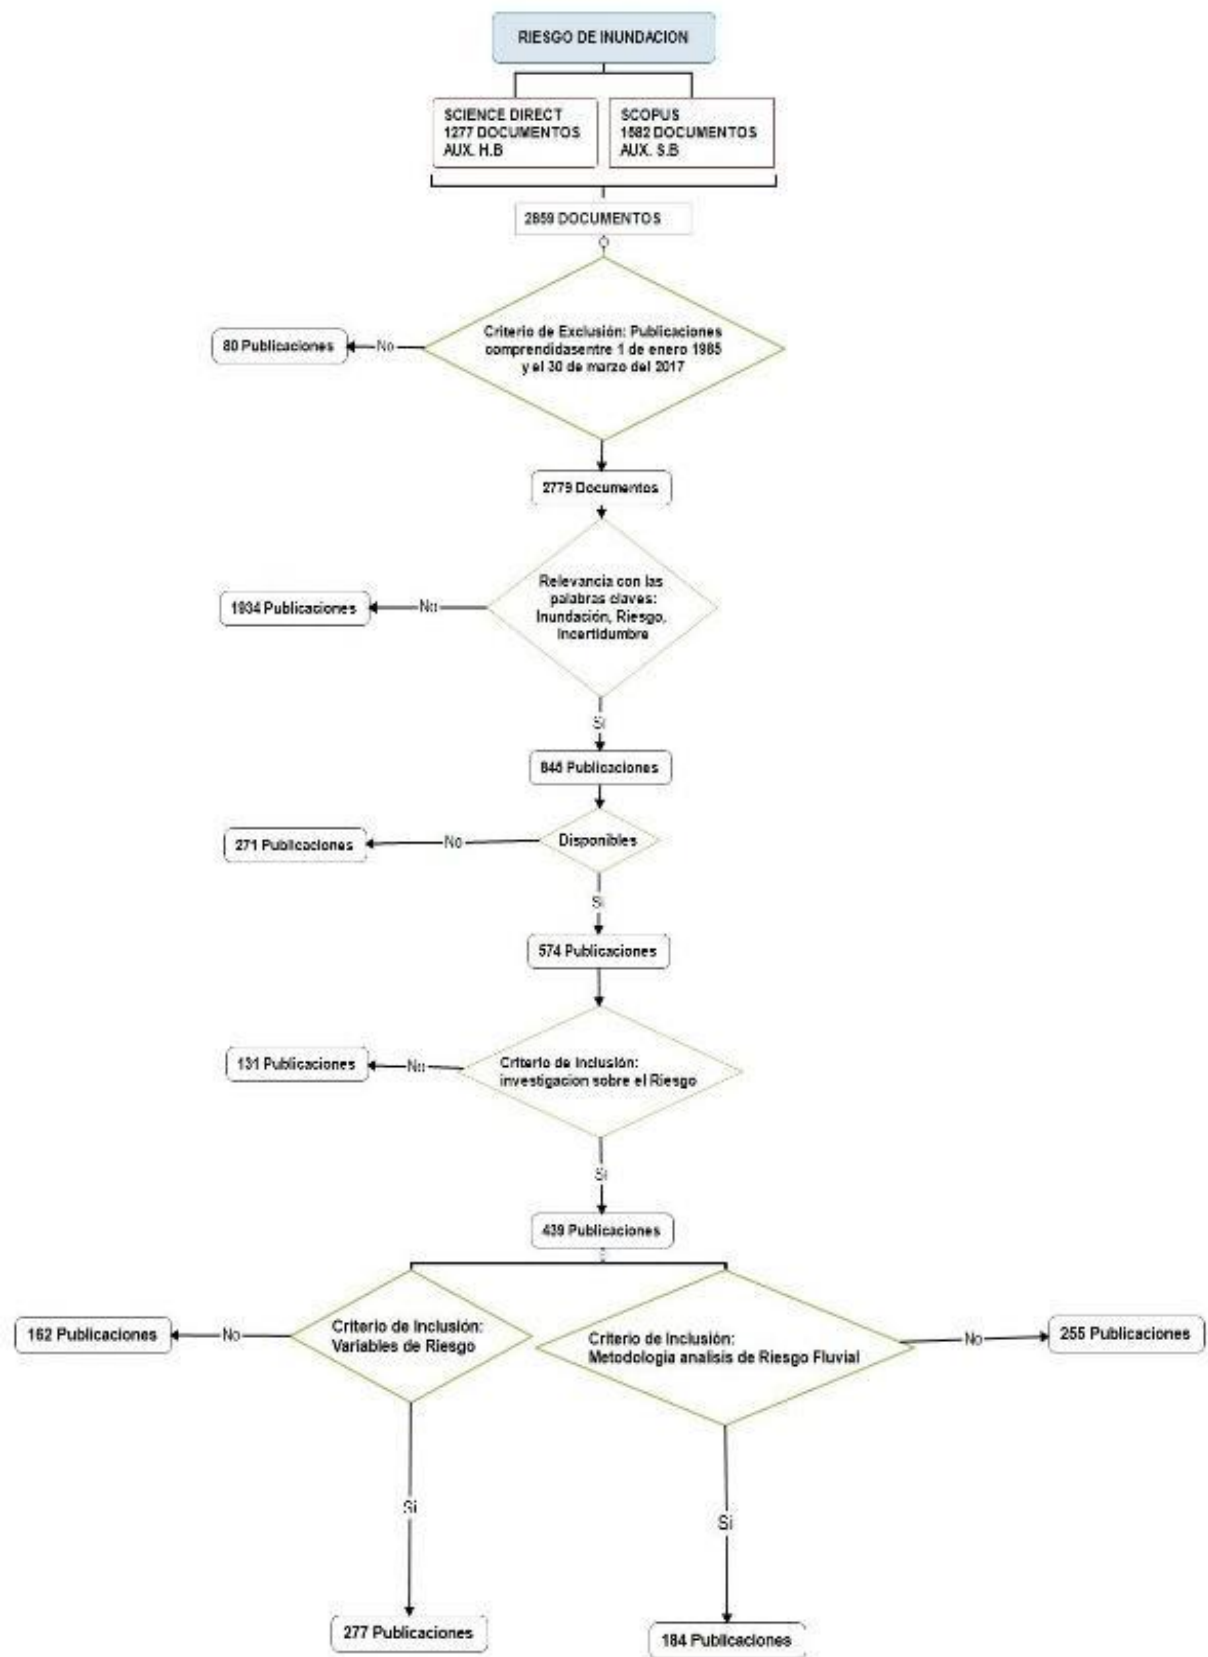 RIESGO DE INUNDACION
SCIENCE DIRECT
1277 DOCUMENTOS
AUX. H.B
SCOPUS
1582 DOCUMENTOS
AUX. S.B
2859 DOCUMENTOS
Criterio de Exclusión: Publicaciones
comprendidasentre 1 de enero 1985
y el 30 de marzo del 2017
No
80 Publicaciones
2779 Documentos
Relevancia con las
palabras claves:
Inundación, Riesgo,
Incertidumbre
No
1934 Publicaciones
Si
845 Publicaciones
Disponibles
No
271 Publicaciones
Si
574 Publicaciones
Criterio de Inclusión:
investigacion sobre el Riesgo
No
131 Publicaciones
Si
439 Publicaciones
Criterio de Inclusión:
Variables de Riesgo
No
162 Publicaciones
Criterio de Inclusión:
Metodologia analisis de Riesgo Fluvial
No
255 Publicaciones
Si
Si
277 Publicaciones
184 Publicaciones